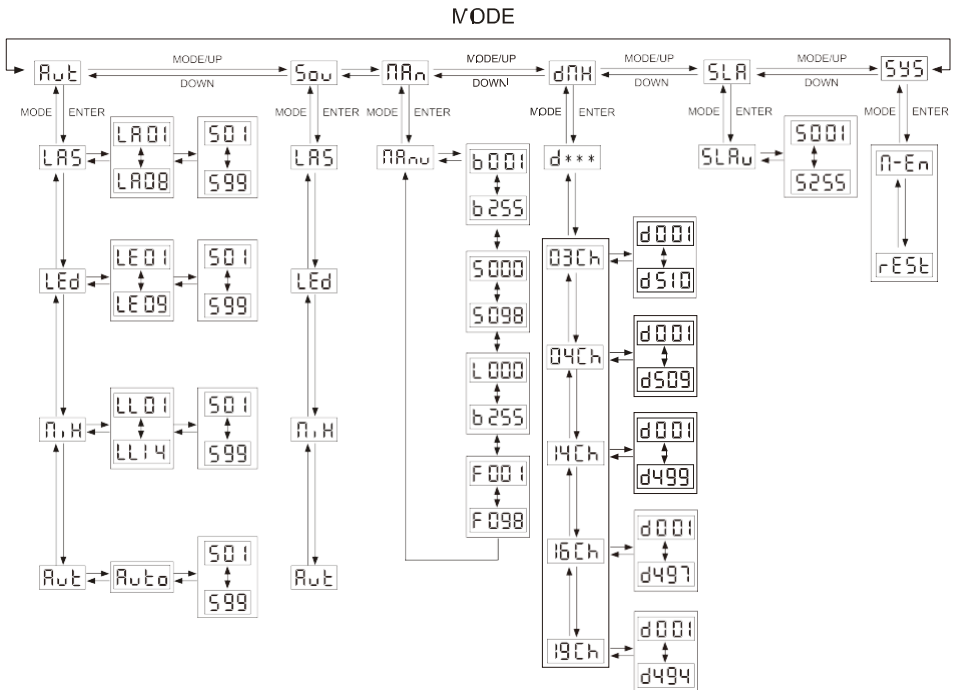 MODE
Aut MODE/UP DOWN Sou MAn MODE/UP DOWN dMX MODE/UP DOWN SLA MODE/UP DOWN SYS
MODE ENTER MODE ENTER MODE ENTER MODE ENTER MODE ENTER MODE ENTER
LAS
LA01
LA08
S01
S99
LEd
LE01
LE09
S01
S99
MiX
LL01
LL14
S01
S99
Aut
Auto
S01
S99
LAS
LEd
MiX
Aut
MAnu
b001
b255
S000
S098
L000
b255
F001
F098
d***
03Ch
d001
d510
04Ch
d001
d509
14Ch
d001
d499
16Ch
d001
d497
19Ch
d001
d494
SLAu
S001
S255
M-En
rESt